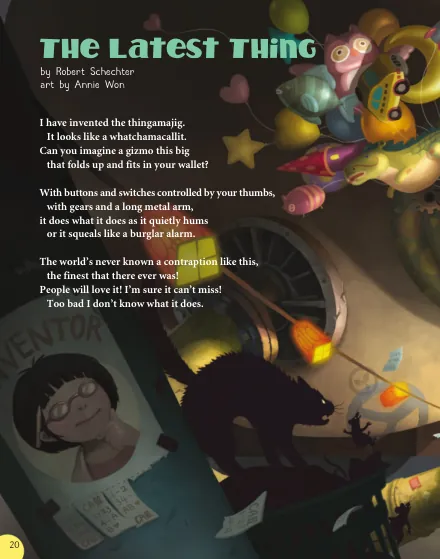 The Latest Thing
by Robert Schechter
art by Annie Won
I have invented the thingamajig.
It looks like a whatchamacallit.
Can you imagine a gizmo this big
that folds up and fits in your wallet?
With buttons and switches controlled by your thumbs,
with gears and a long metal arm,
it does what it does as it quietly hums
or it squeals like a burglar alarm.
The world's never known a contraption like this,
the finest that there ever was!
People will love it! I'm sure it can't miss!
Too bad I don't know what it does.
NVENTOR
20